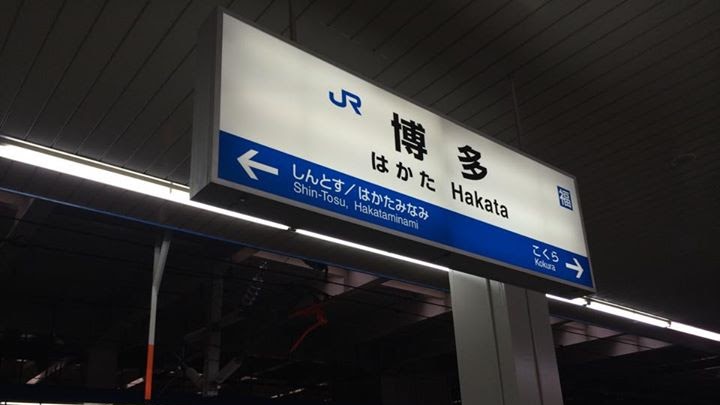 JR
博多
はかた Hakata
福
しんとす/はかたみなみ
Shin-Tosu, Hakataminami
こくら
Kokura